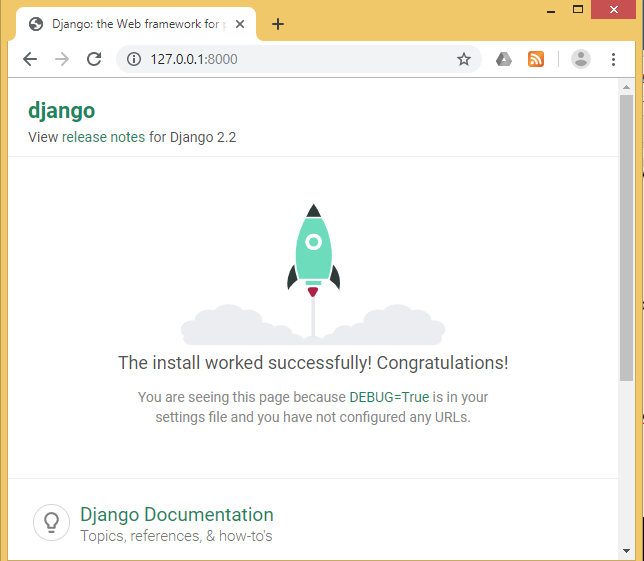 Django: the Web framework for p
127.0.0.1:8000
django
View release notes for Django 2.2
The install worked successfully! Congratulations!
You are seeing this page because DEBUG=True is in your
settings file and you have not configured any URLs.
Django Documentation
Topics, references, & how-to's